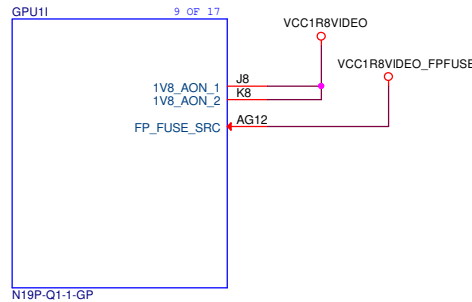 GPU1I 9 OF 17
VCC1R8VIDEO
VCC1R8VIDEO_FPFUSE
1V8_AON_1 J8
1V8_AON_2 K8
FP_FUSE_SRC AG12
N19P-Q1-1-GP